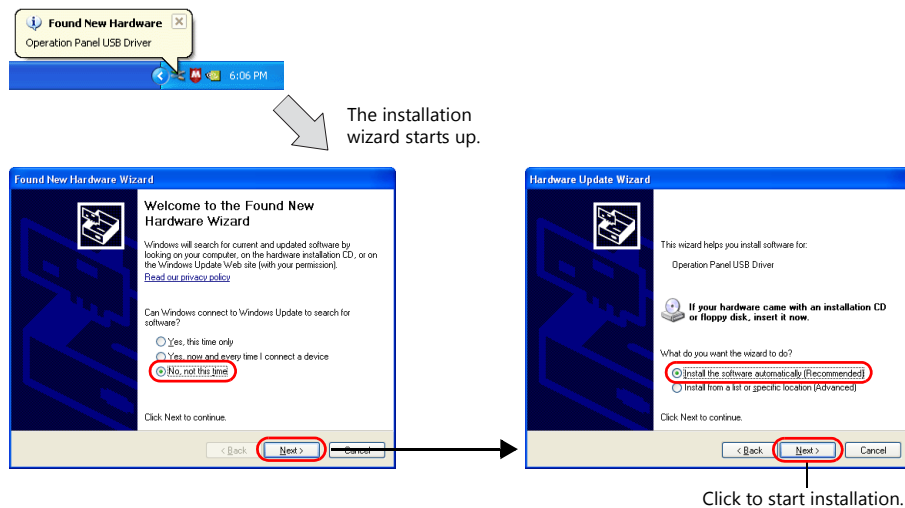 Found New Hardware
Operation Panel USB Driver
6:06 PM
The installation
wizard starts up.
Found New Hardware Wizard
Welcome to the Found New
Hardware Wizard
Windows will search for current and updated software by
looking on your computer, on the hardware installation CD, or on
the Windows Update Web site (with your permission).
Read our privacy policy
Can Windows connect to Windows Update to search for
software?
Yes, this time only
Yes, now and every time I connect a device
No, not this time
Click Next to continue.
< Back
Next >
Cancel
Hardware Update Wizard
This wizard helps you install software for:
Operation Panel USB Driver
If your hardware came with an installation CD
or floppy disk, insert it now.
What do you want the wizard to do?
Install the software automatically (Recommended)
Install from a list or specific location (Advanced)
Click Next to continue.
< Back
Next >
Cancel
Click to start installation.